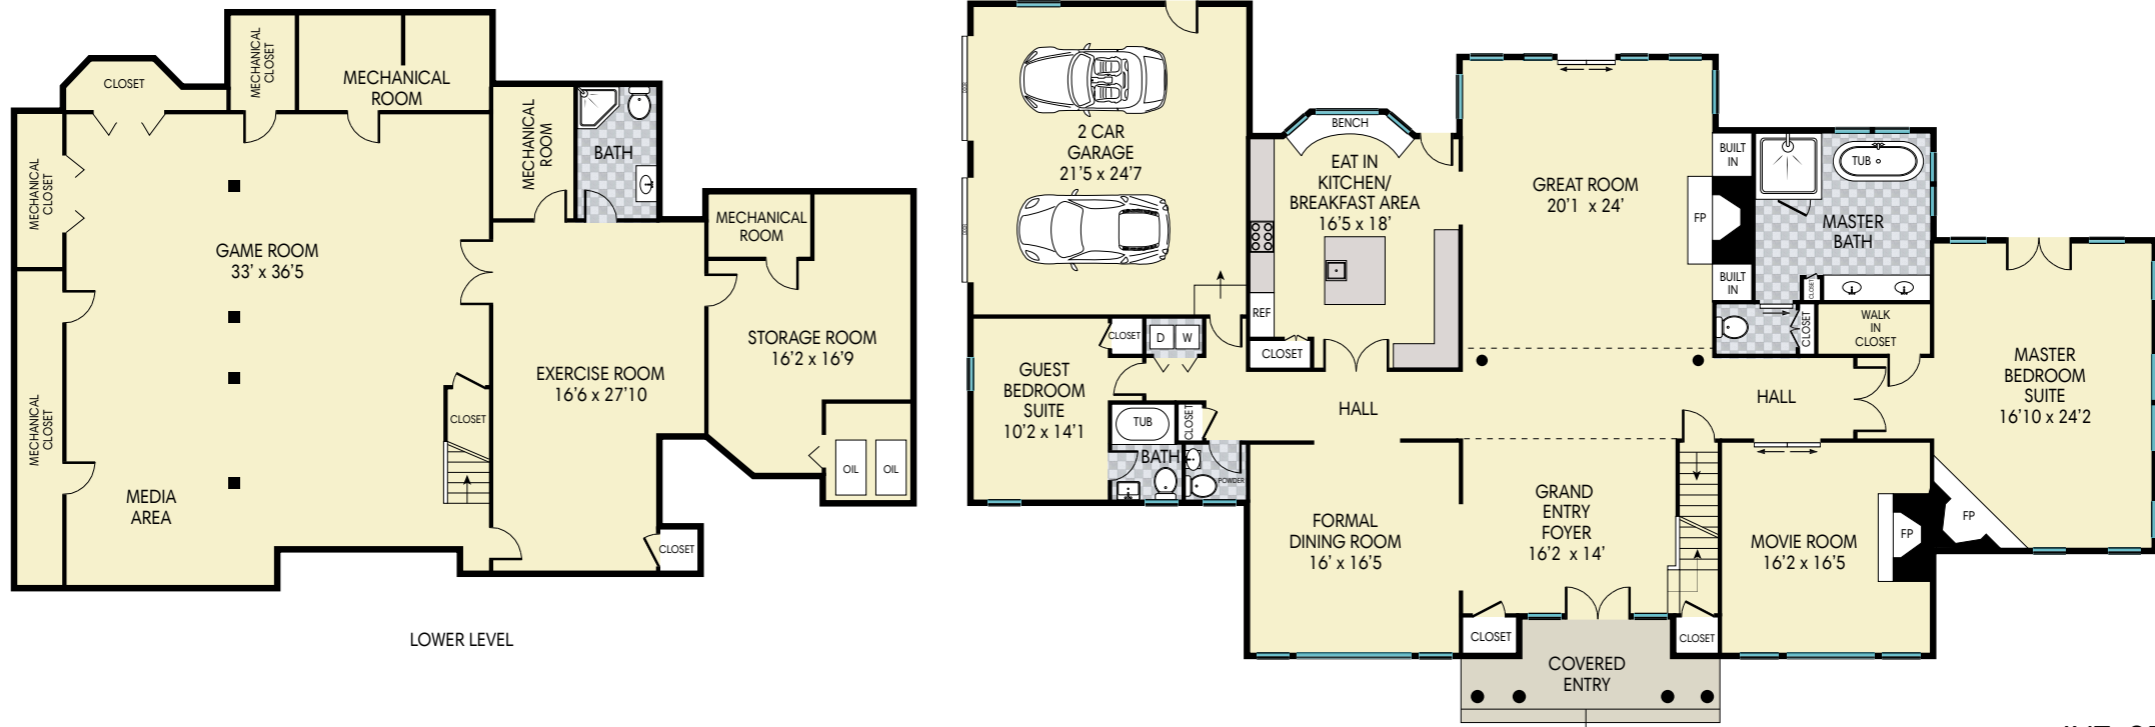 CLOSET
MECHANICAL
CLOSET
MECHANICAL
ROOM
MECHANICAL
CLOSET
MECHANICAL
CLOSET
GAME ROOM
33' x 36'5
MEDIA
AREA
CLOSET
MECHANICAL
ROOM
BATH
EXERCISE ROOM
16'6 x 27'10
CLOSET
MECHANICAL
ROOM
STORAGE ROOM
16'2 x 16'9
OIL
OIL
LOWER LEVEL
2 CAR
GARAGE
21'5 x 24'7
BENCH
EAT IN
KITCHEN/
BREAKFAST AREA
16'5 x 18'
REF
CLOSET
GREAT ROOM
20'1 x 24'
BUILT
IN
FP
BUILT
IN
TUB
MASTER
BATH
CLOSET
CLOSET
WALK
IN
CLOSET
MASTER
BEDROOM
SUITE
16'10 x 24'2
FP
HALL
CLOSET
D
W
GUEST
BEDROOM
SUITE
10'2 x 14'1
TUB
CLOSET
BATH
POWDER
HALL
FORMAL
DINING ROOM
16' x 16'5
GRAND
ENTRY
FOYER
16'2 x 14'
MOVIE ROOM
16'2 x 16'5
FP
CLOSET
CLOSET
COVERED
ENTRY